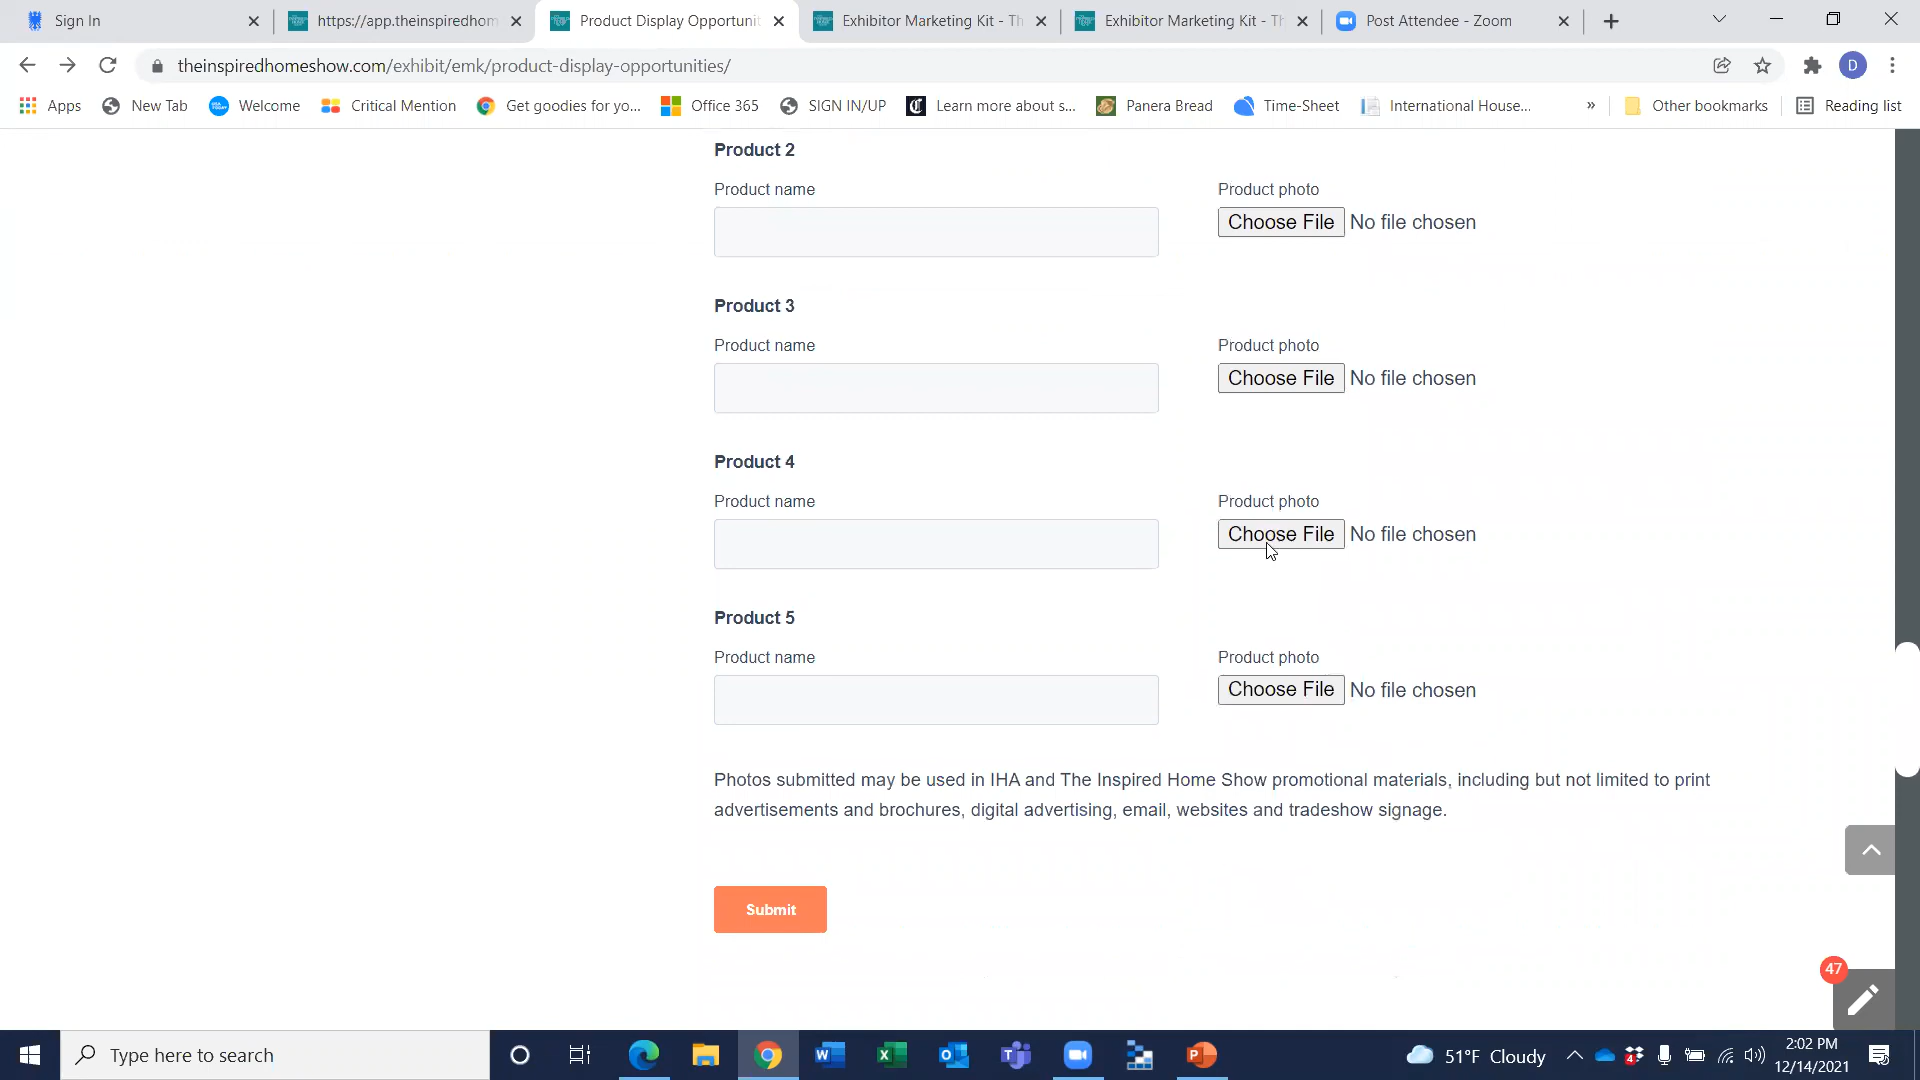 Sign In
https://app.theinspiredhom
Product Display Opportunit
Exhibitor Marketing Kit - Th
Exhibitor Marketing Kit - Th
Post Attendee - Zoom
theinspiredhomeshow.com/exhibit/emk/product-display-opportunities/
D
Apps
New Tab
Welcome
Critical Mention
Get goodies for yo...
Office 365
SIGN IN/UP
Learn more about s...
Panera Bread
Time-Sheet
International House...
»
Other bookmarks
Reading list
Product 2
Product name
Product photo
Choose File No file chosen
Product 3
Product name
Product photo
Choose File No file chosen
Product 4
Product name
Product photo
Choose File No file chosen
Product 5
Product name
Product photo
Choose File No file chosen
Photos submitted may be used in IHA and The Inspired Home Show promotional materials, including but not limited to print
advertisements and brochures, digital advertising, email, websites and tradeshow signage.
Submit
47
Type here to search
51°F Cloudy
4
2:02 PM
12/14/2021